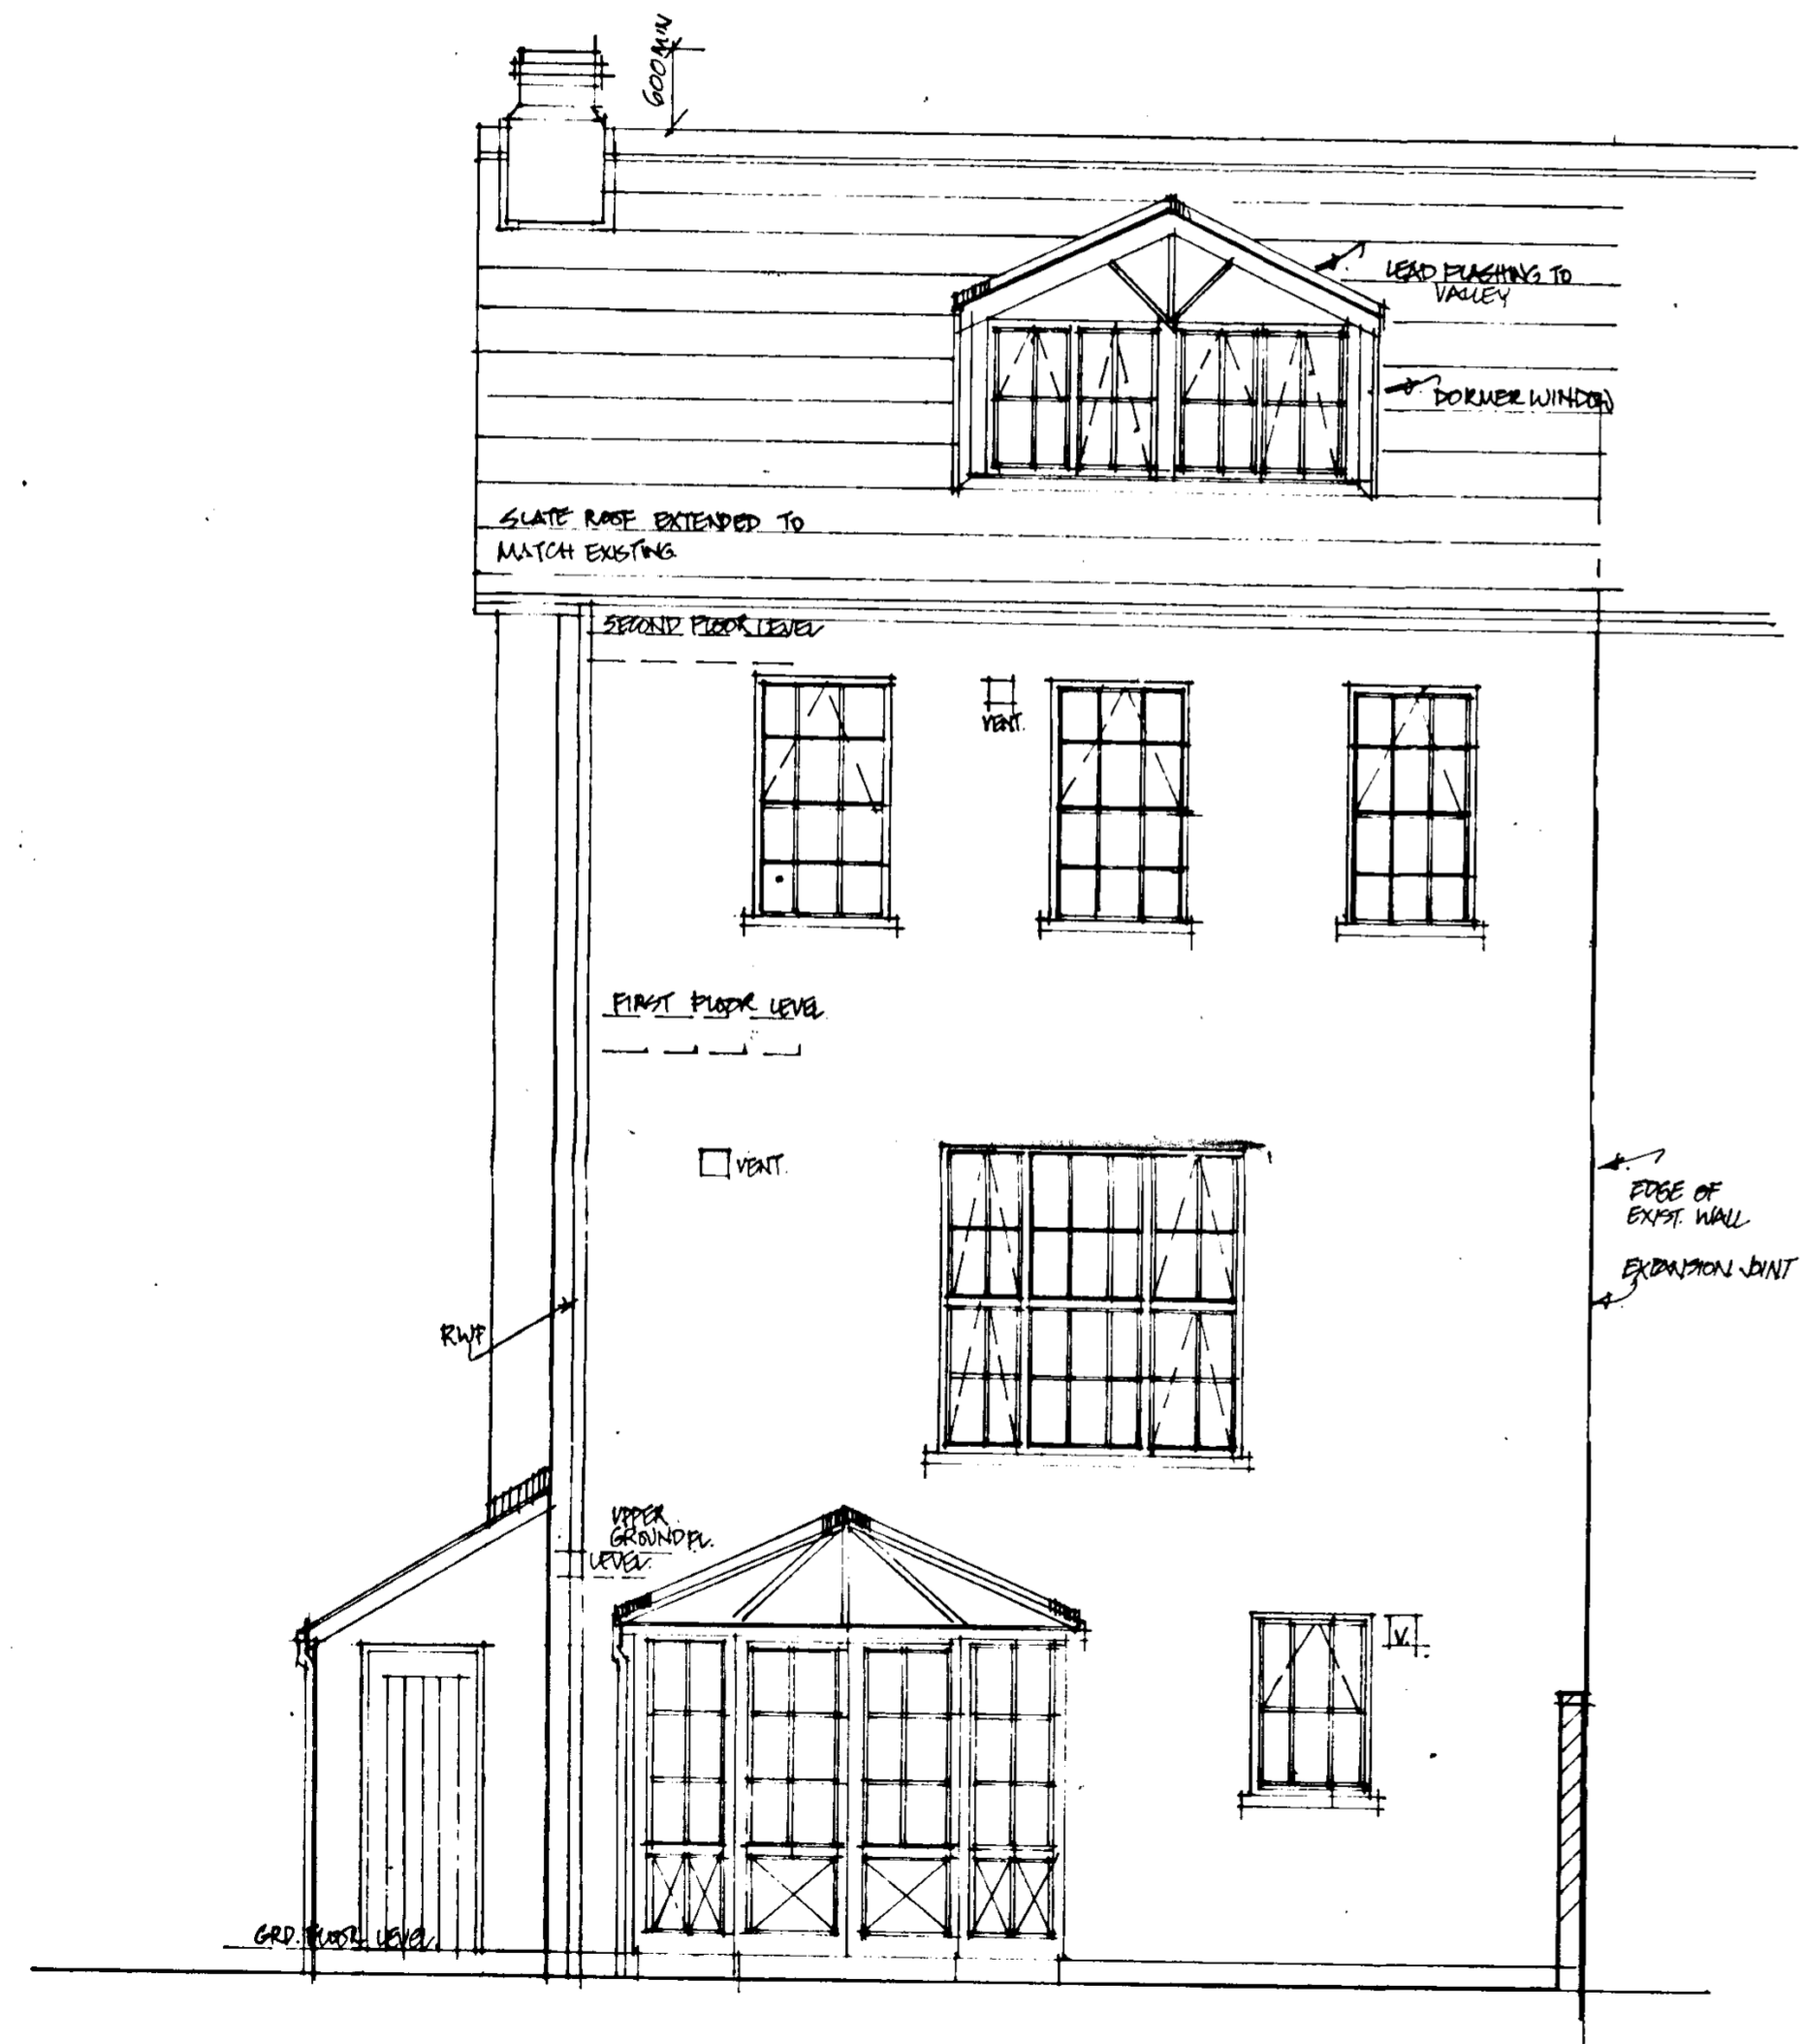 600 MIN
LEAD FLASHING TO
VALLEY
DORMER WINDOW
SLATE ROOF EXTENDED TO
MATCH EXISTING
SECOND FLOOR LEVEL
VENT.
FIRST FLOOR LEVEL
VENT.
EDGE OF
EXIST. WALL
EXPANSION JOINT
RWP
UPPER
GROUND FL.
LEVEL.
V.
GRD. FLOOR LEVEL